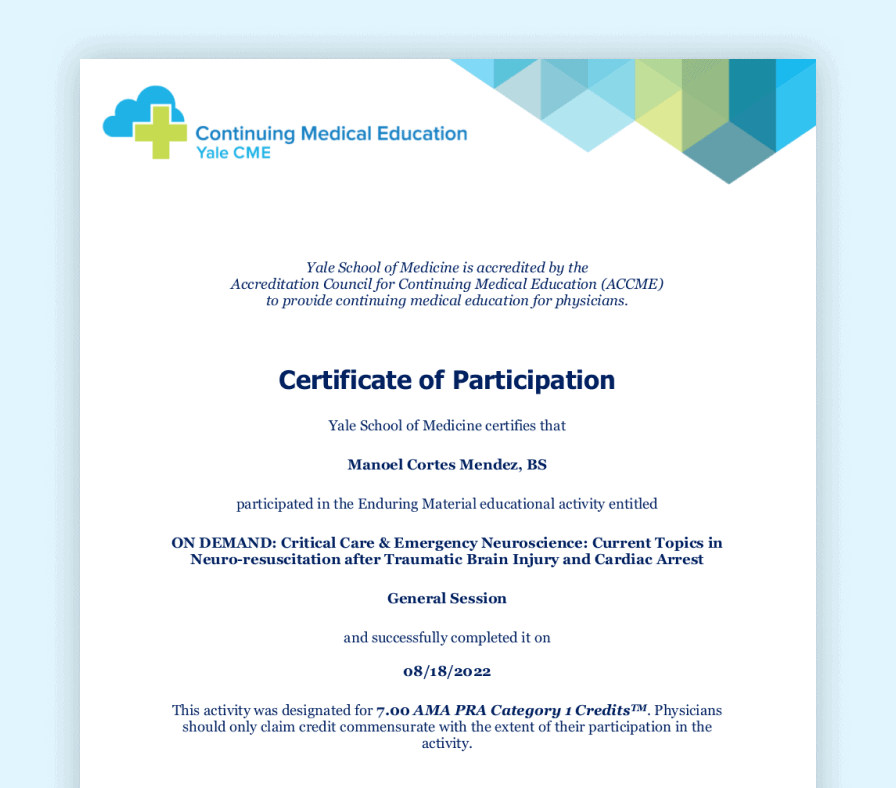 Continuing Medical Education
Yale CME
Yale School of Medicine is accredited by the
Accreditation Council for Continuing Medical Education (ACCME)
to provide continuing medical education for physicians.
Certificate of Participation
Yale School of Medicine certifies that
Manoel Cortes Mendez, BS
participated in the Enduring Material educational activity entitled
ON DEMAND: Critical Care & Emergency Neuroscience: Current Topics in
Neuro-resuscitation after Traumatic Brain Injury and Cardiac Arrest
General Session
and successfully completed it on
08/18/2022
This activity was designated for 7.00 AMA PRA Category 1 Credits™. Physicians
should only claim credit commensurate with the extent of their participation in the
activity.